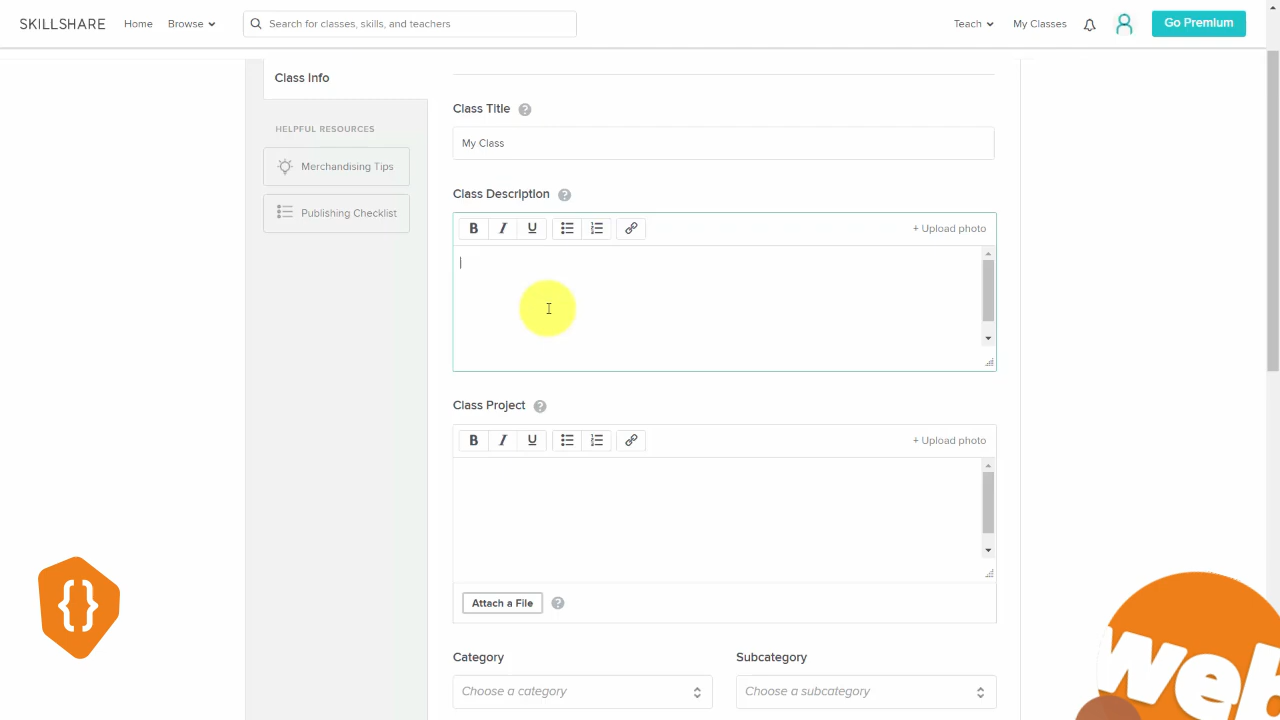 SKILLSHARE Home Browse Search for classes, skills, and teachers Teach My Classes Go Premium
Class Info
HELPFUL RESOURCES
Merchandising Tips
Publishing Checklist
Class Title ?
My Class
Class Description ?
B I U + Upload photo
Class Project ?
B I U + Upload photo
Attach a File ?
Category Subcategory
Choose a category Choose a subcategory
{}
Web